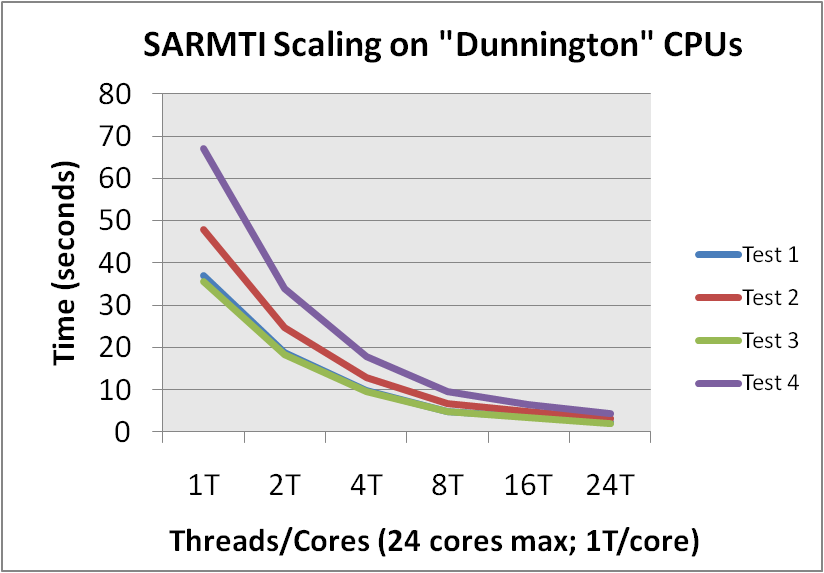 SARMTI Scaling on "Dunnington" CPUs
80
70
60
50
40
30
20
10
0
Time (seconds)
1T 2T 4T 8T 16T 24T
Threads/Cores (24 cores max; 1T/core)
Test 1
Test 2
Test 3
Test 4